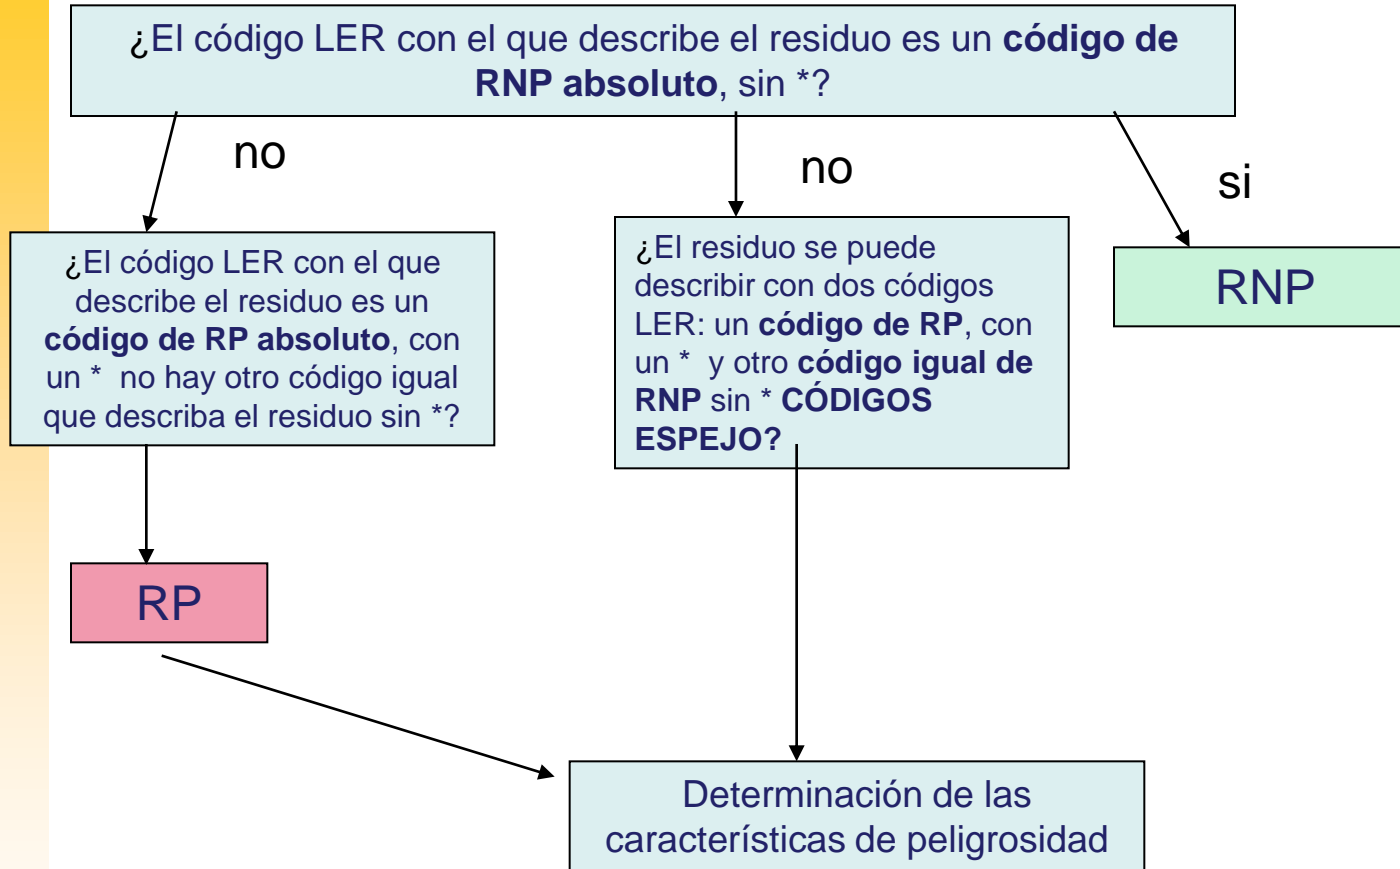 ¿El código LER con el que describe el residuo es un código de
RNP absoluto, sin *?
no
no
si
¿El código LER con el que
describe el residuo es un
código de RP absoluto, con
un * no hay otro código igual
que describa el residuo sin *?
¿El residuo se puede
describir con dos códigos
LER: un código de RP, con
un * y otro código igual de
RNP sin * CÓDIGOS
ESPEJO?
RNP
RP
Determinación de las
características de peligrosidad